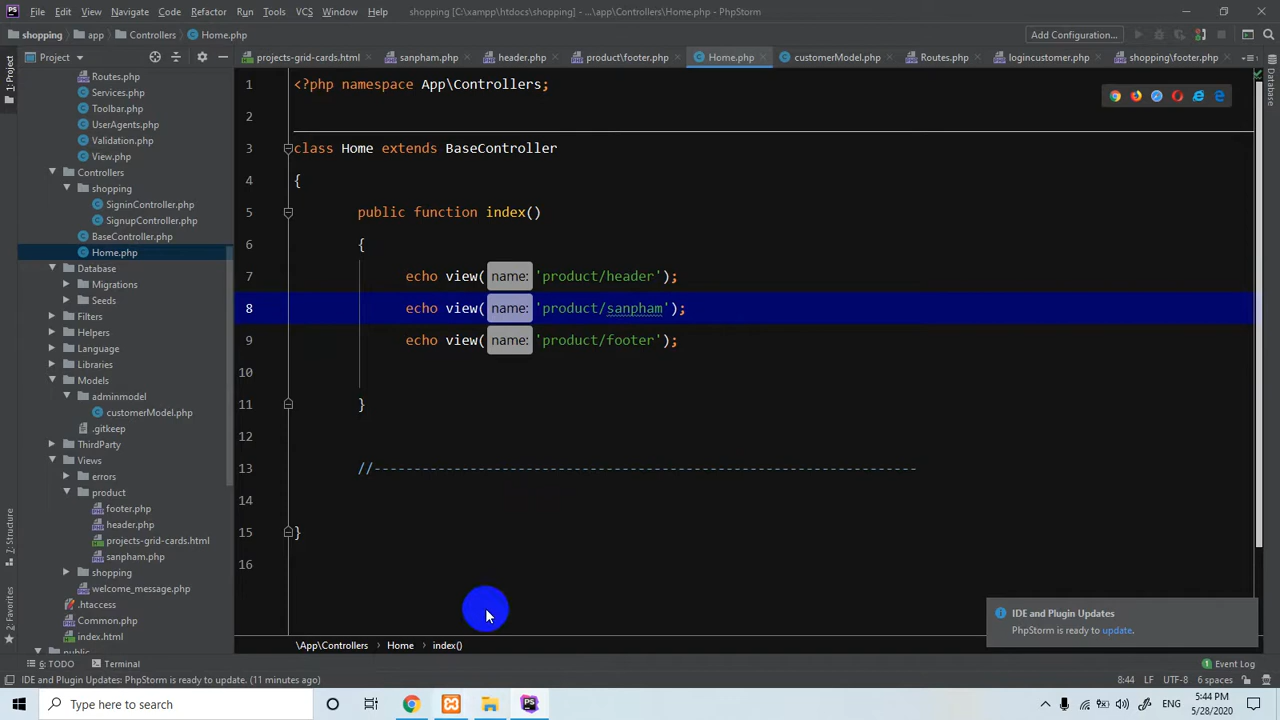 File Edit View Navigate Code Refactor Run Tools VCS Window Help shopping [C:\xampp\htdocs\shopping] ...\app\Controllers\Home.php - PhpStorm
shopping app Controllers Home.php Add Configuration...
Project
projects-grid-cards.html sanpham.php header.php product\footer.php Home.php customerModel.php Routes.php logincustomer.php shopping\footer.php
1: Project
Database
Routes.php
Services.php
Toolbar.php
UserAgents.php
Validation.php
View.php
Controllers
shopping
SigninController.php
SignupController.php
BaseController.php
Home.php
Database
Migrations
Seeds
Filters
Helpers
Language
Libraries
Models
adminmodel
customerModel.php
.gitkeep
ThirdParty
Views
errors
product
footer.php
header.php
projects-grid-cards.html
sanpham.php
shopping
welcome_message.php
.htaccess
Common.php
index.html
public
7: Structure
2: Favorites
1 <?php namespace App\Controllers;
2
3 class Home extends BaseController
4 {
5 public function index()
6 {
7 echo view( name: 'product/header');
8 echo view( name: 'product/sanpham');
9 echo view( name: 'product/footer');
10
11 }
12
13 //--------------------------------------------------------------------
14
15 }
16
IDE and Plugin Updates
PhpStorm is ready to update.
\App\Controllers Home index()
6: TODO Terminal Event Log
IDE and Plugin Updates: PhpStorm is ready to update. (11 minutes ago) 8:44 LF UTF-8 6 spaces
Type here to search
PS
ENG
5:44 PM
5/28/2020